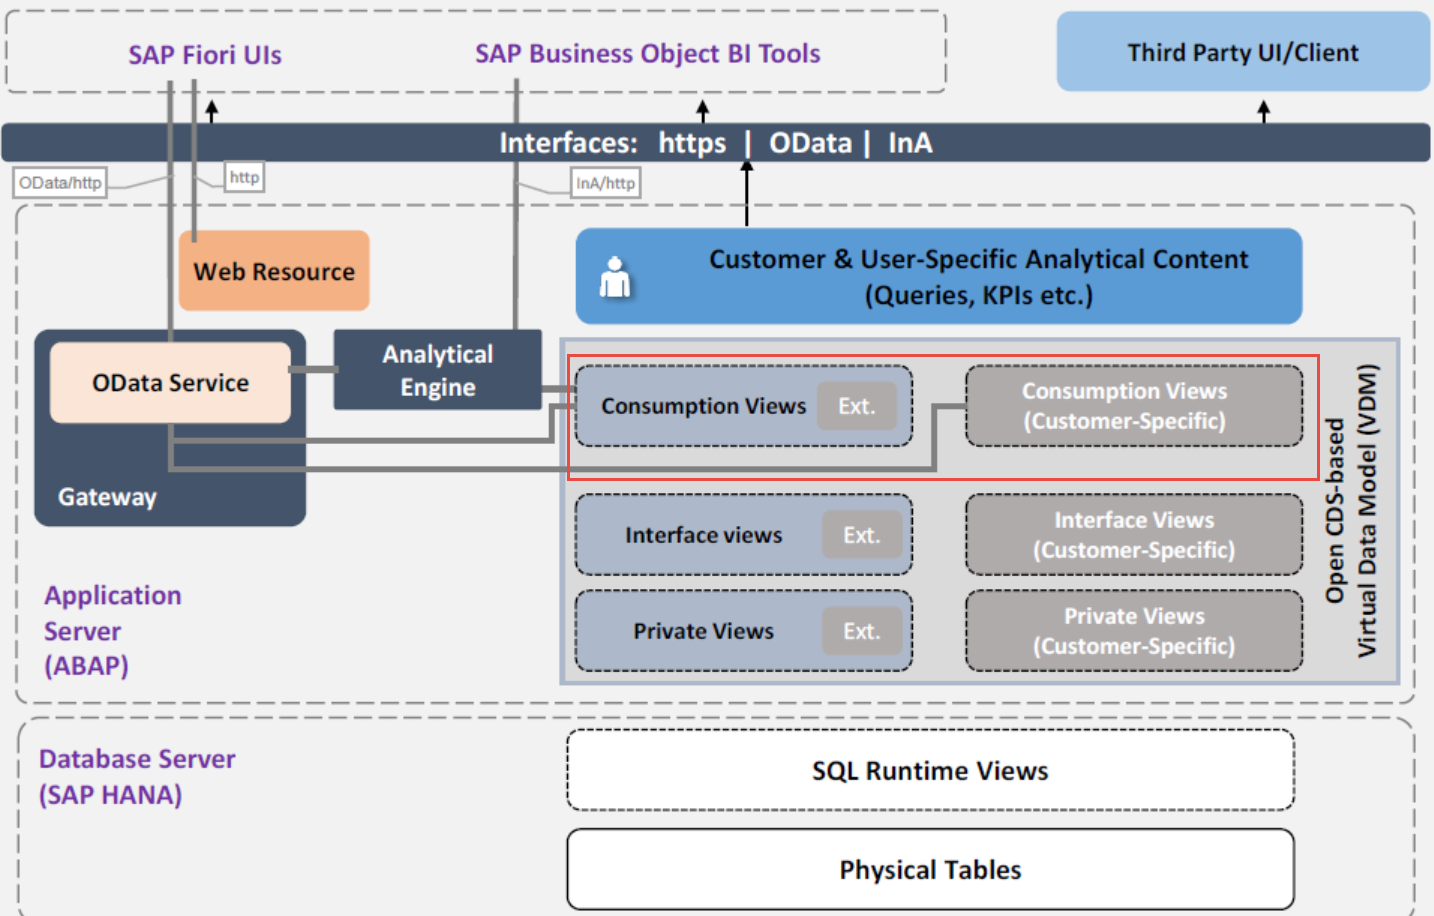 SAP Fiori UIs
SAP Business Object BI Tools
Third Party UI/Client
Interfaces: https | OData | InA
OData/http
http
InA/http
Web Resource
Customer & User-Specific Analytical Content
(Queries, KPIs etc.)
OData Service
Analytical
Engine
Gateway
Consumption Views
Ext.
Consumption Views
(Customer-Specific)
Interface views
Ext.
Interface Views
(Customer-Specific)
Private Views
Ext.
Private Views
(Customer-Specific)
Open CDS-based
Virtual Data Model (VDM)
Application
Server
(ABAP)
Database Server
(SAP HANA)
SQL Runtime Views
Physical Tables